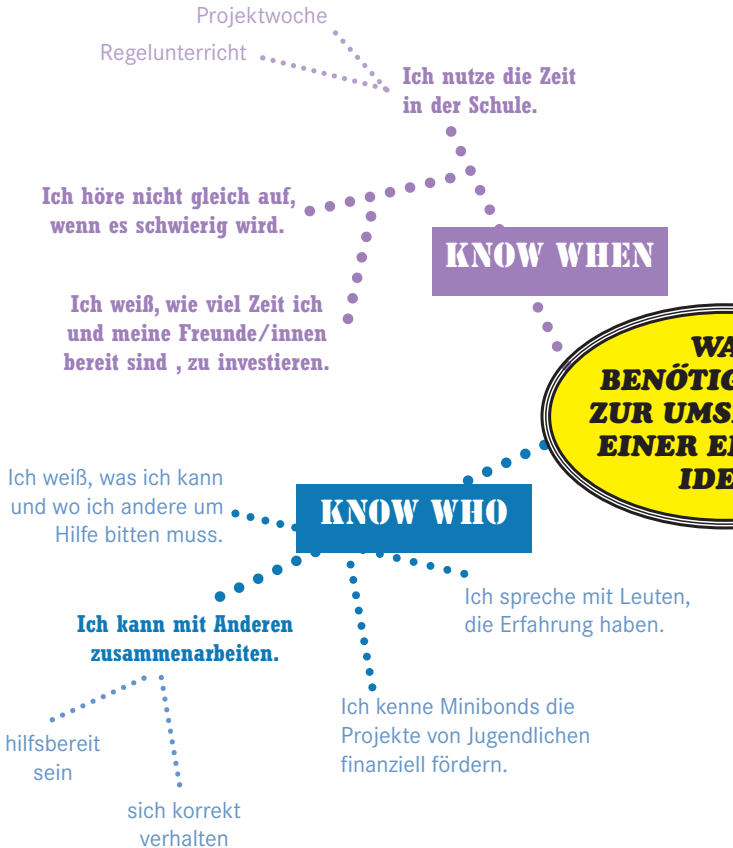 Projektwoche
Regelunterricht
Ich nutze die Zeit
in der Schule.
Ich höre nicht gleich auf,
wenn es schwierig wird.
KNOW WHEN
Ich weiß, wie viel Zeit ich
und meine Freunde/innen
bereit sind , zu investieren.
WA
BENÖTIG
ZUR UMS
EINER E
IDE
Ich weiß, was ich kann
und wo ich andere um
Hilfe bitten muss.
KNOW WHO
Ich spreche mit Leuten,
die Erfahrung haben.
Ich kann mit Anderen
zusammenarbeiten.
Ich kenne Minibonds die
Projekte von Jugendlichen
finanziell fördern.
hilfsbereit
sein
sich korrekt
verhalten